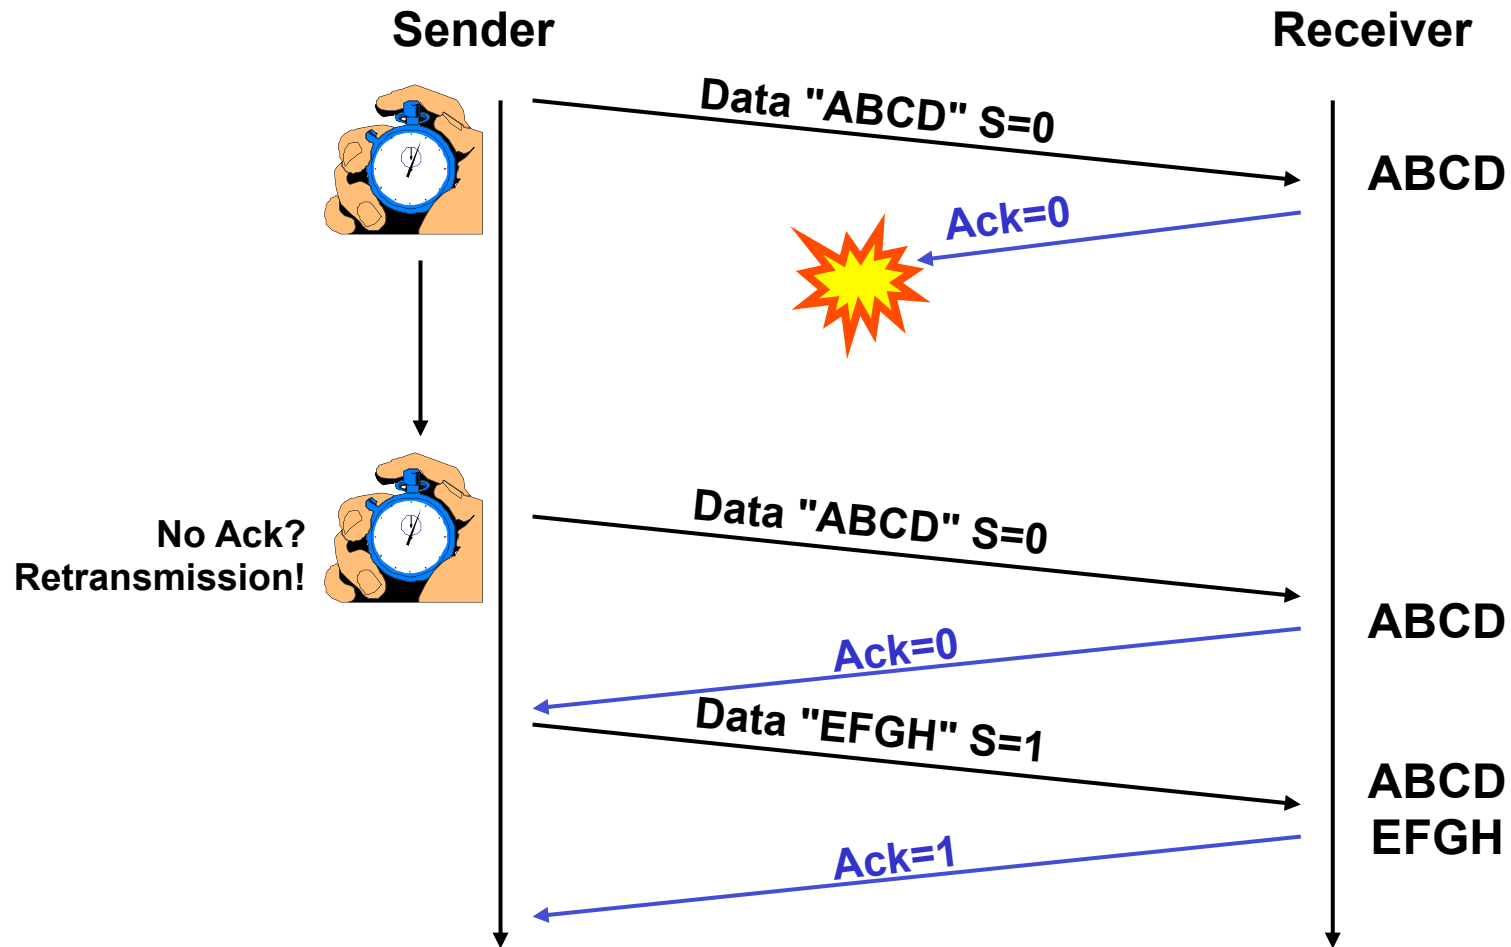 Sender
Receiver
Data "ABCD" S=0
ABCD
Ack=0
No Ack?
Retransmission!
Data "ABCD" S=0
ABCD
Ack=0
Data "EFGH" S=1
ABCD
EFGH
Ack=1